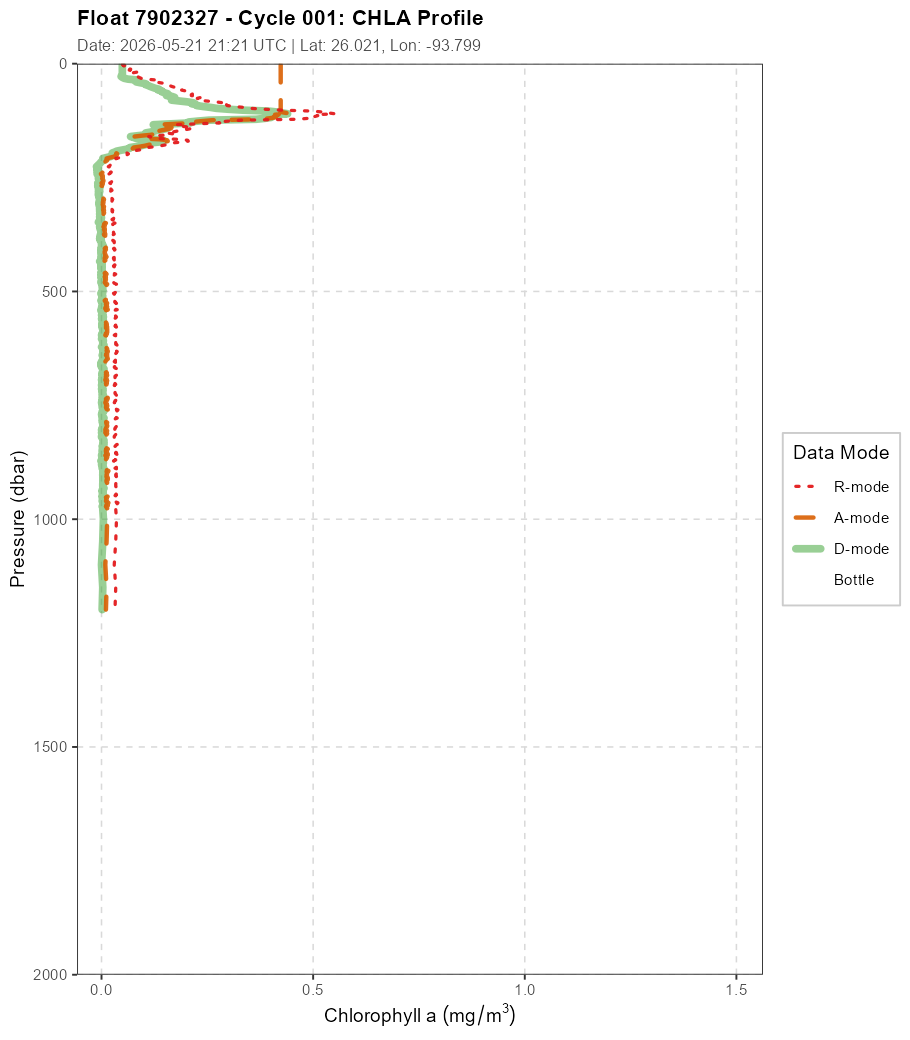 Float 7902327 - Cycle 001: CHLA Profile
Date: 2026-05-21 21:21 UTC | Lat: 26.021, Lon: -93.799
0
500
1000
1500
2000
Pressure (dbar)
0.0 0.5 1.0 1.5
Chlorophyll a (mg/m³)
Data Mode
R-mode
A-mode
D-mode
Bottle